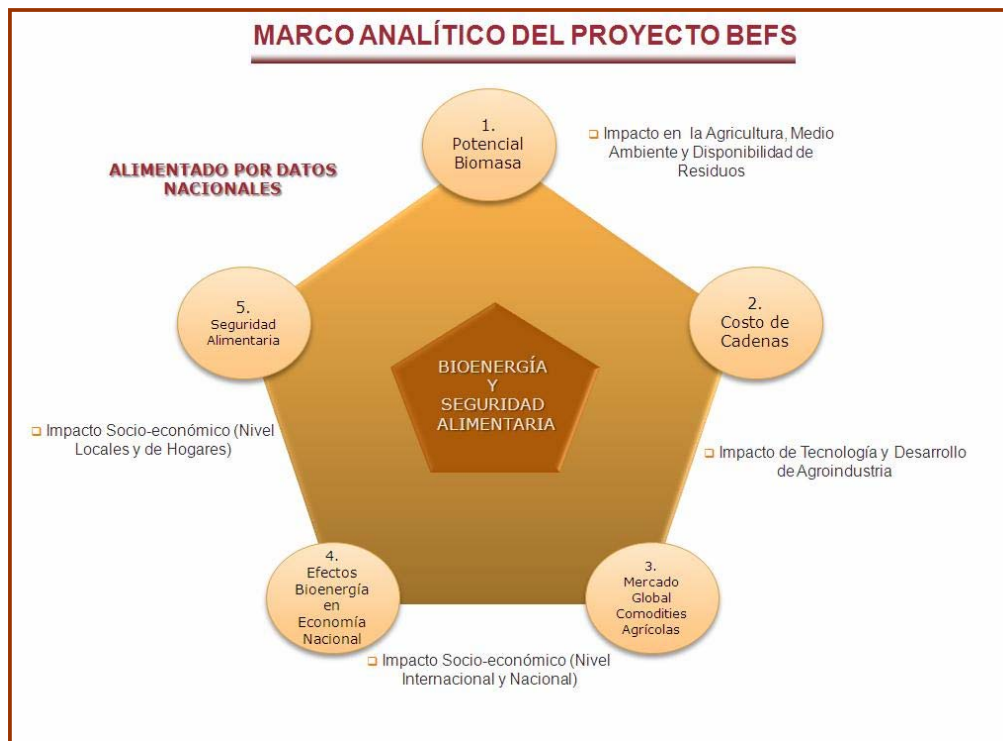 MARCO ANALÍTICO DEL PROYECTO BEFS
1.
Potencial
Biomasa
❑ Impacto en la Agricultura, Medio
Ambiente y Disponibilidad de
Residuos
ALIMENTADO POR DATOS
NACIONALES
2.
Costo de
Cadenas
5.
Seguridad
Alimentaria
BIOENERGÍA
Y
SEGURIDAD
ALIMENTARIA
❑ Impacto Socio-económico (Nivel
Locales y de Hogares)
❑ Impacto de Tecnología y Desarrollo
de Agroindustria
3.
Mercado
Global
Comodities
Agrícolas
4.
Efectos
Bioenergía
en
Economía
Nacional
❑ Impacto Socio-económico (Nivel
Internacional y Nacional)